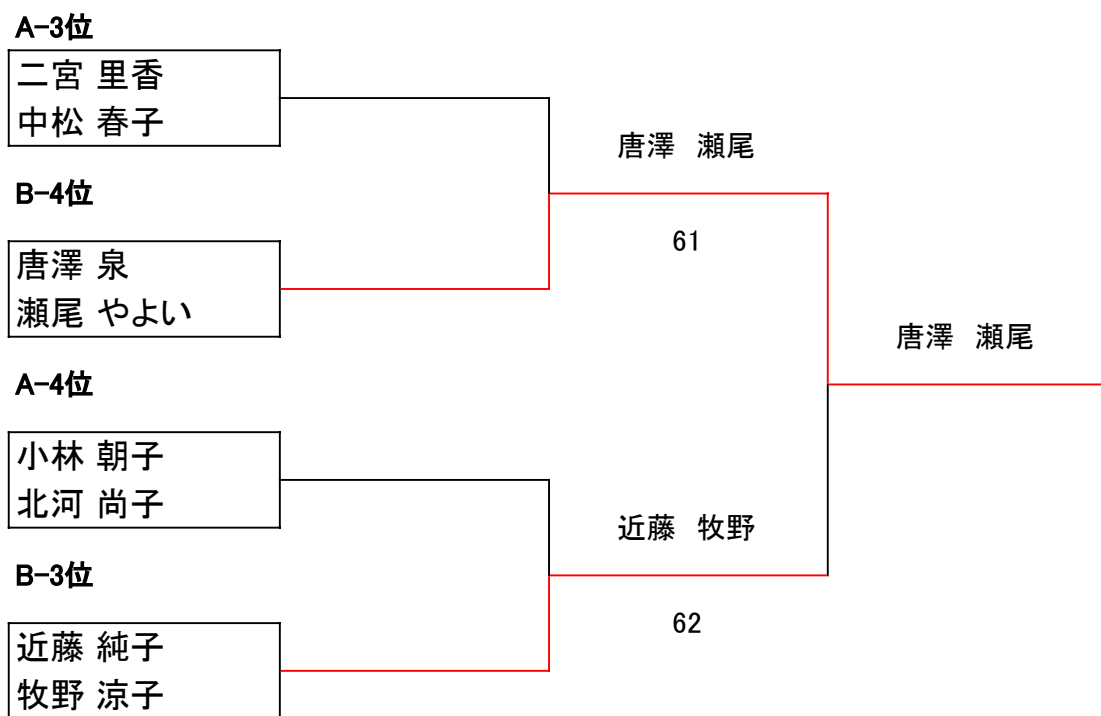 A-3位
二宮 里香
中松 春子
唐澤　瀬尾
B-4位
61
唐澤 泉
瀬尾 やよい
唐澤　瀬尾
A-4位
小林 朝子
北河 尚子
近藤　牧野
B-3位
62
近藤 純子
牧野 涼子